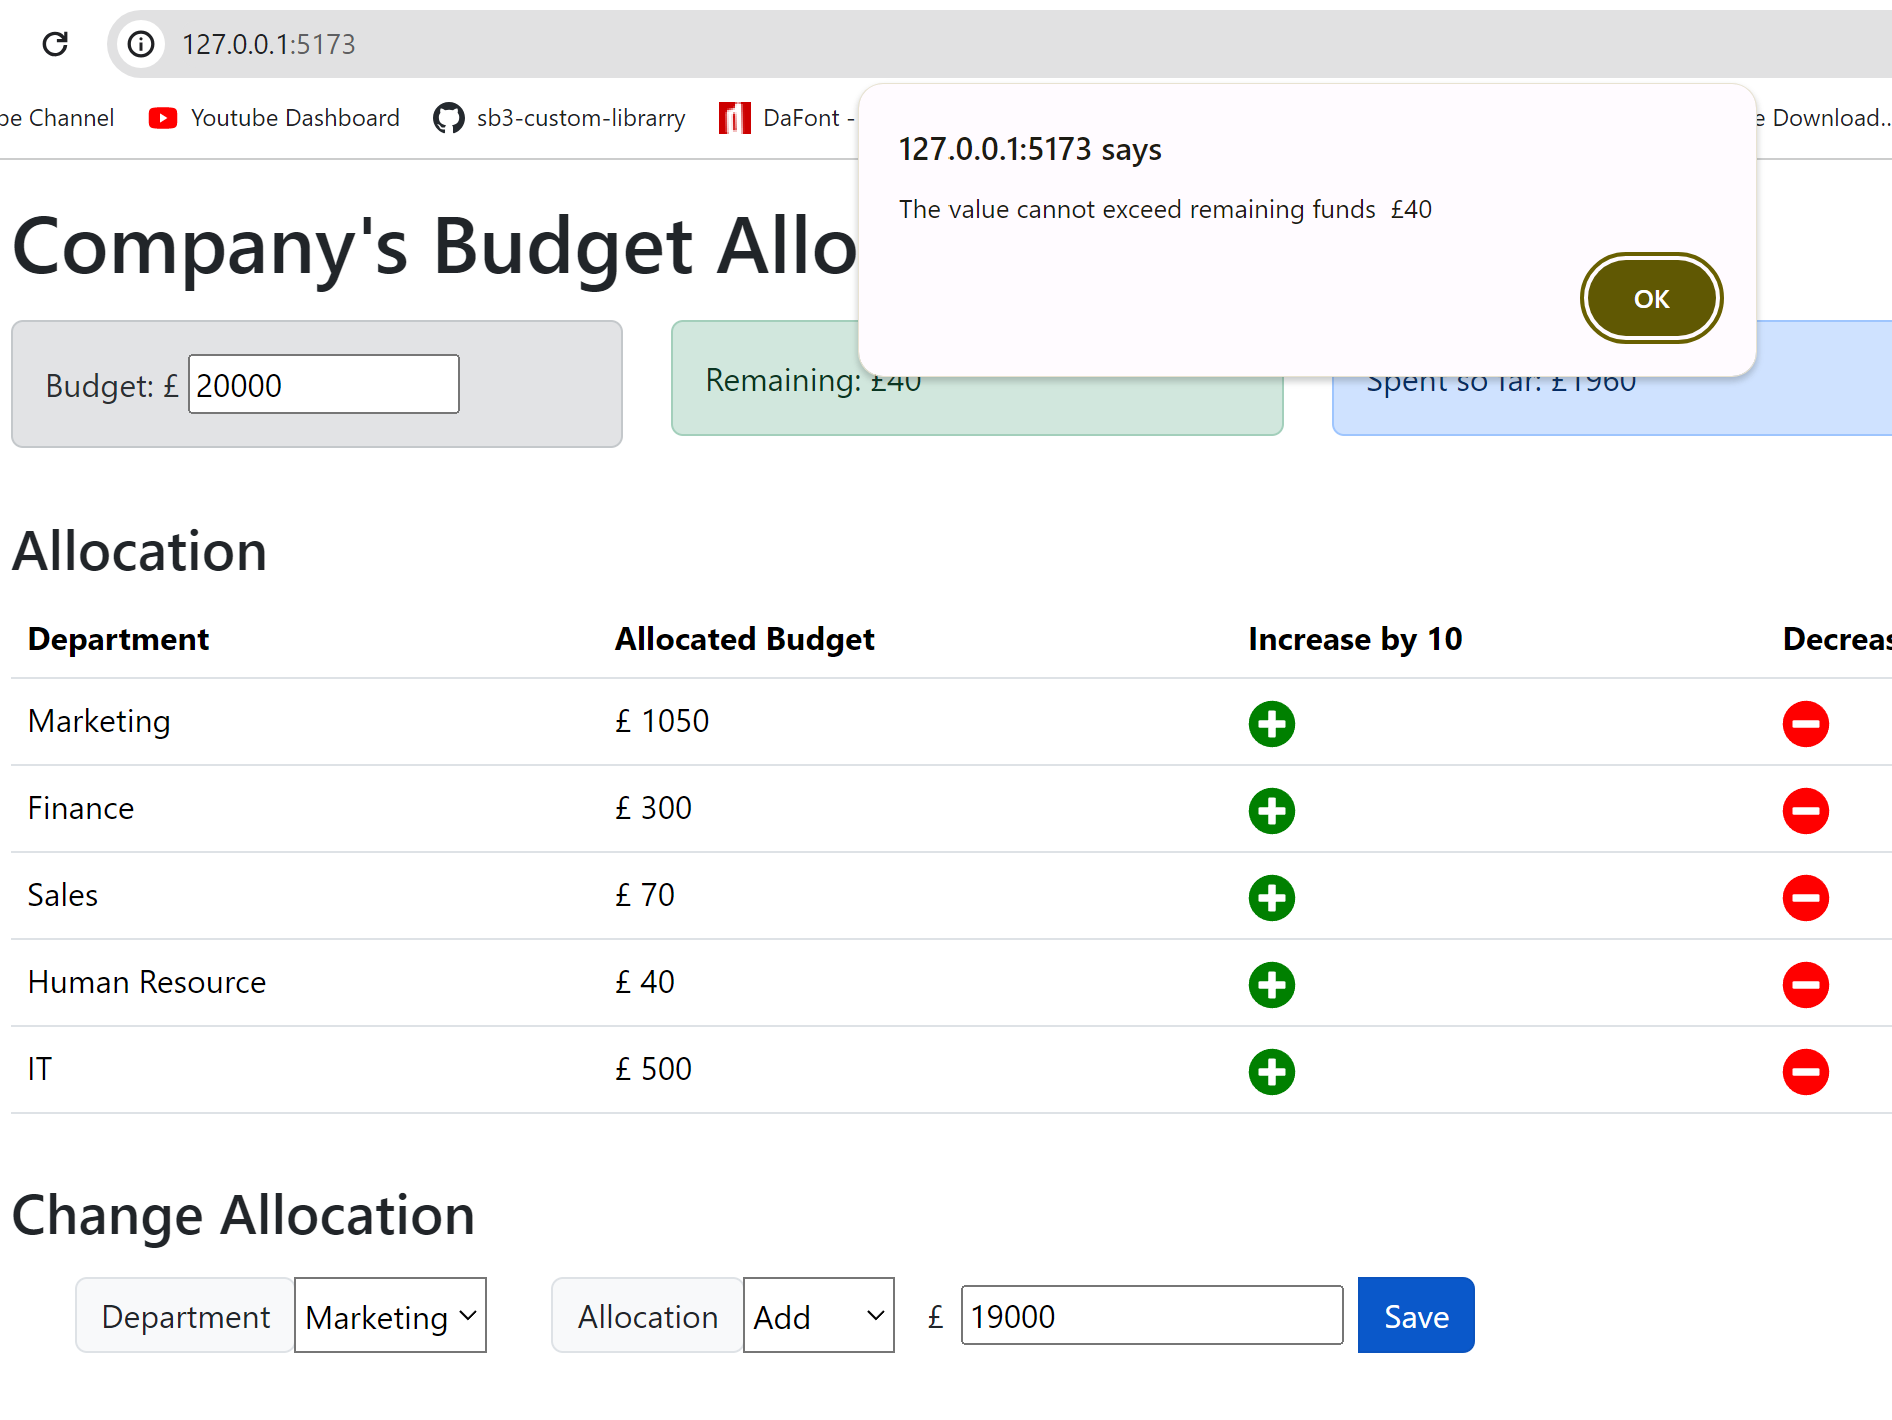 127.0.0.1:5173
be Channel Youtube Dashboard sb3-custom-librarry DaFont - e Download...
127.0.0.1:5173 says
The value cannot exceed remaining funds £40
OK
Company's Budget Allo
Budget: £ 20000
Remaining: £40
Spent so far: £1960
Allocation
Department Allocated Budget Increase by 10 Decreas
Marketing £ 1050
Finance £ 300
Sales £ 70
Human Resource £ 40
IT £ 500
Change Allocation
Department Marketing Allocation Add £ 19000 Save